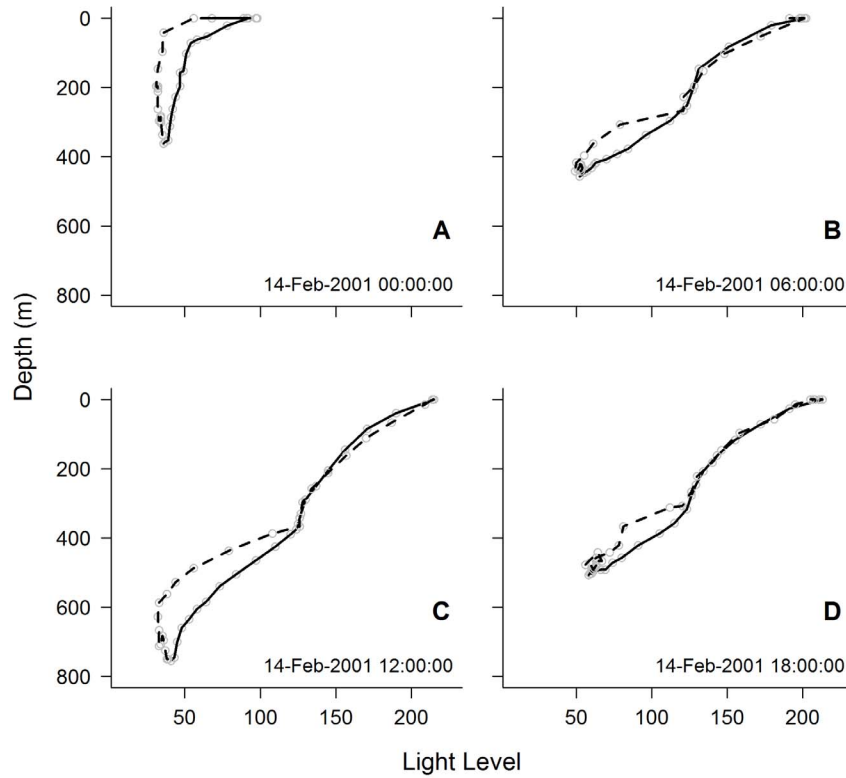 0
200
400
600
800
A
14-Feb-2001 00:00:00
B
14-Feb-2001 06:00:00
Depth (m)
0
200
400
600
800
C
14-Feb-2001 12:00:00
D
14-Feb-2001 18:00:00
50 100 150 200
50 100 150 200
Light Level